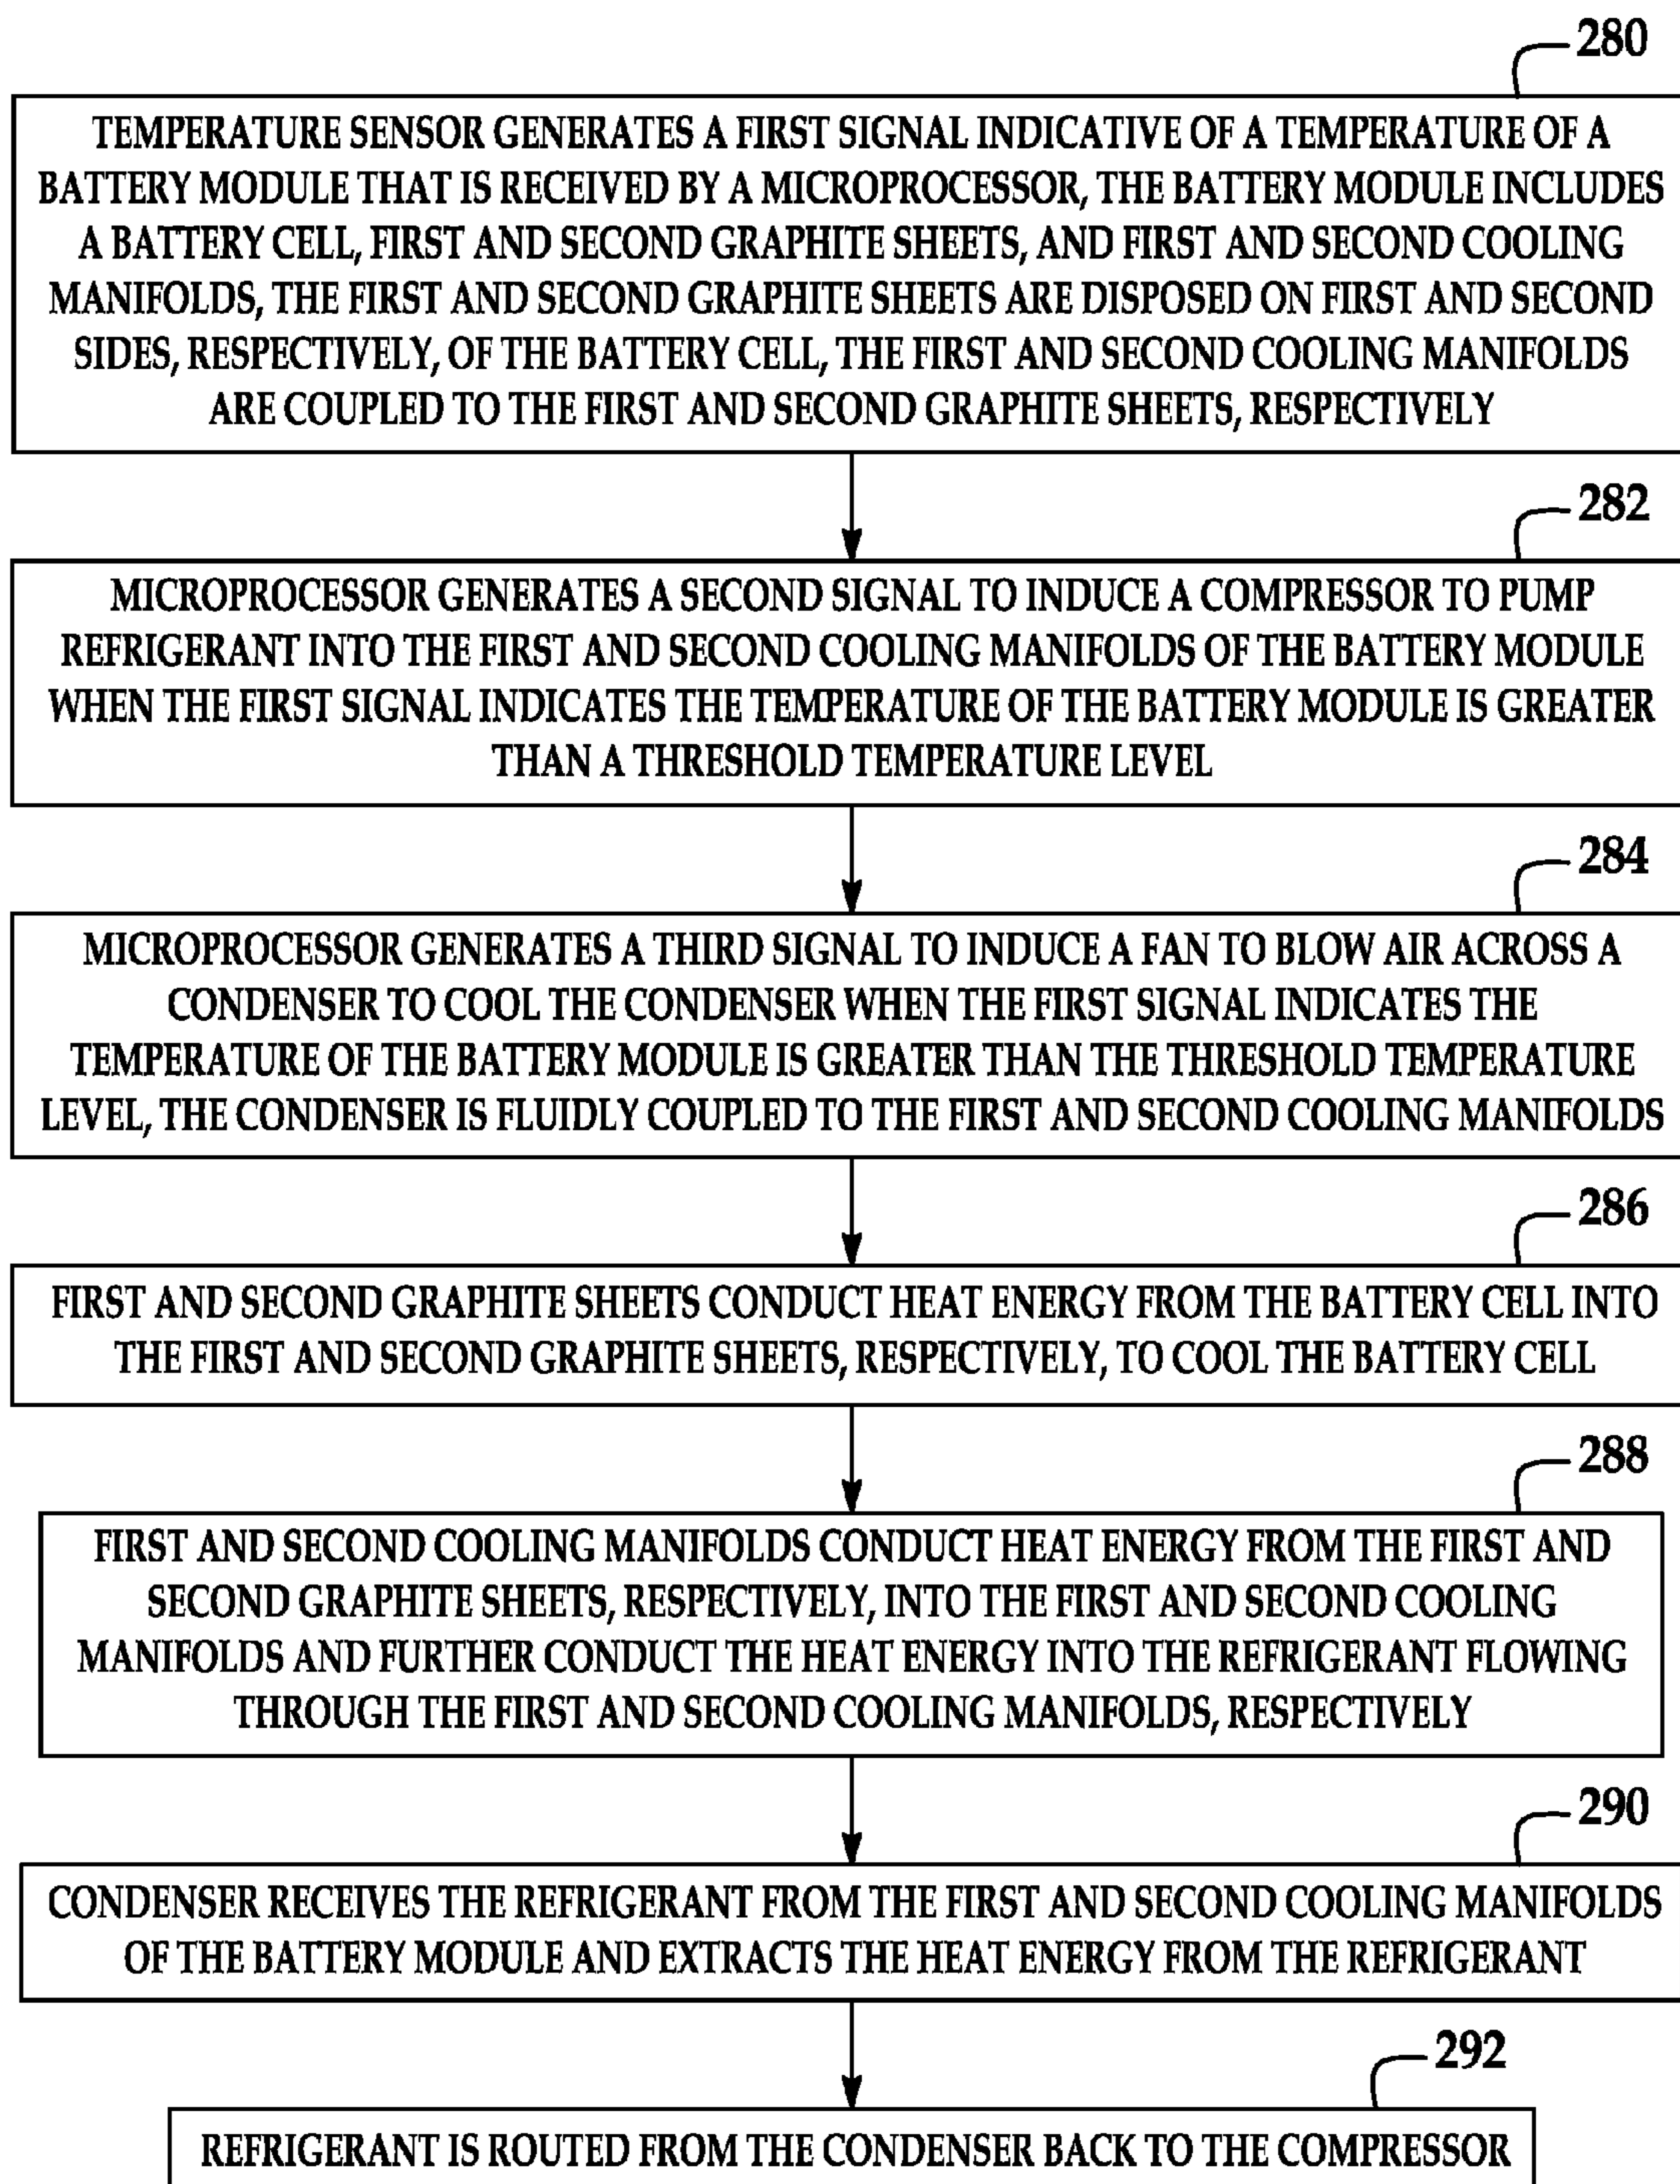 280
TEMPERATURE SENSOR GENERATES A FIRST SIGNAL INDICATIVE OF A TEMPERATURE OF A
BATTERY MODULE THAT IS RECEIVED BY A MICROPROCESSOR, THE BATTERY MODULE INCLUDES
A BATTERY CELL, FIRST AND SECOND GRAPHITE SHEETS, AND FIRST AND SECOND COOLING
MANIFOLDS, THE FIRST AND SECOND GRAPHITE SHEETS ARE DISPOSED ON FIRST AND SECOND
SIDES, RESPECTIVELY, OF THE BATTERY CELL, THE FIRST AND SECOND COOLING MANIFOLDS
ARE COUPLED TO THE FIRST AND SECOND GRAPHITE SHEETS, RESPECTIVELY
282
MICROPROCESSOR GENERATES A SECOND SIGNAL TO INDUCE A COMPRESSOR TO PUMP
REFRIGERANT INTO THE FIRST AND SECOND COOLING MANIFOLDS OF THE BATTERY MODULE
WHEN THE FIRST SIGNAL INDICATES THE TEMPERATURE OF THE BATTERY MODULE IS GREATER
THAN A THRESHOLD TEMPERATURE LEVEL
284
MICROPROCESSOR GENERATES A THIRD SIGNAL TO INDUCE A FAN TO BLOW AIR ACROSS A
CONDENSER TO COOL THE CONDENSER WHEN THE FIRST SIGNAL INDICATES THE
TEMPERATURE OF THE BATTERY MODULE IS GREATER THAN THE THRESHOLD TEMPERATURE
LEVEL, THE CONDENSER IS FLUIDLY COUPLED TO THE FIRST AND SECOND COOLING MANIFOLDS
286
FIRST AND SECOND GRAPHITE SHEETS CONDUCT HEAT ENERGY FROM THE BATTERY CELL INTO
THE FIRST AND SECOND GRAPHITE SHEETS, RESPECTIVELY, TO COOL THE BATTERY CELL
288
FIRST AND SECOND COOLING MANIFOLDS CONDUCT HEAT ENERGY FROM THE FIRST AND
SECOND GRAPHITE SHEETS, RESPECTIVELY, INTO THE FIRST AND SECOND COOLING
MANIFOLDS AND FURTHER CONDUCT THE HEAT ENERGY INTO THE REFRIGERANT FLOWING
THROUGH THE FIRST AND SECOND COOLING MANIFOLDS, RESPECTIVELY
290
CONDENSER RECEIVES THE REFRIGERANT FROM THE FIRST AND SECOND COOLING MANIFOLDS
OF THE BATTERY MODULE AND EXTRACTS THE HEAT ENERGY FROM THE REFRIGERANT
292
REFRIGERANT IS ROUTED FROM THE CONDENSER BACK TO THE COMPRESSOR